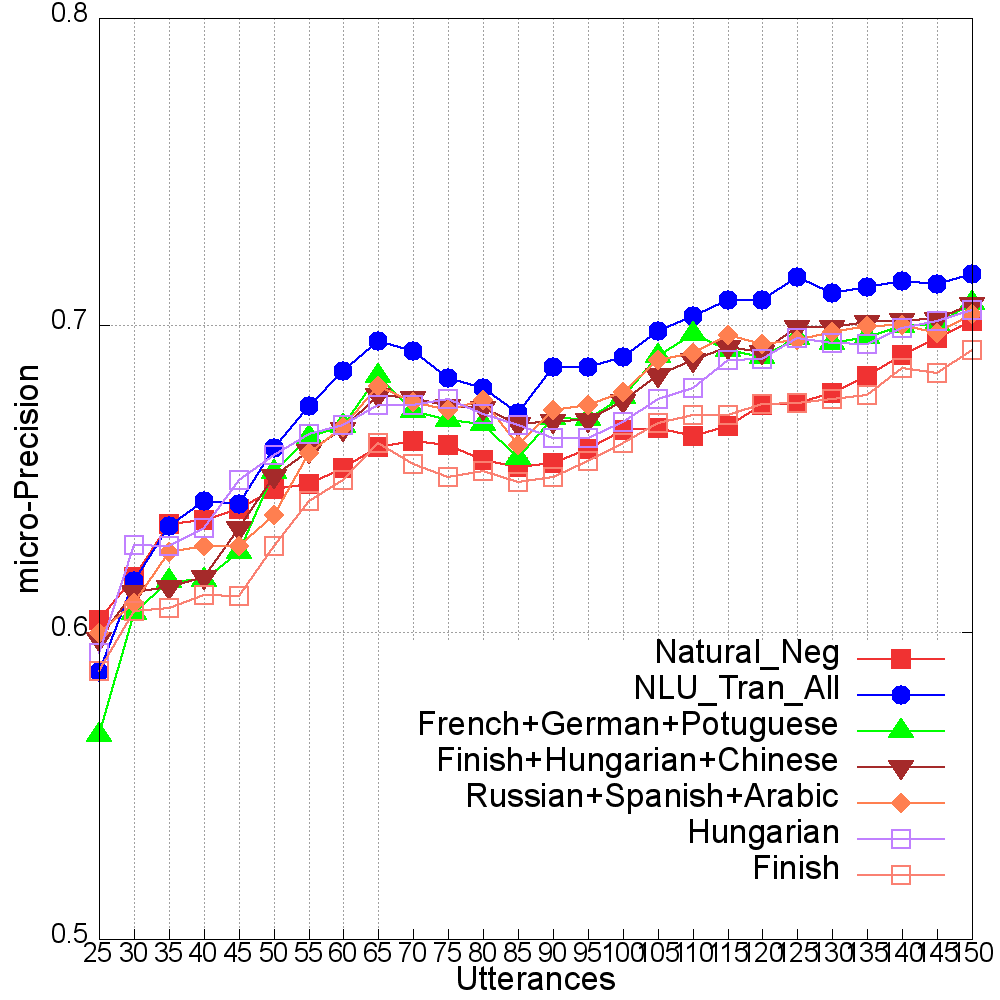 0.8
0.7
0.6
0.5
micro-Precision
Natural_Neg
NLU_Tran_All
French+German+Potuguese
Finish+Hungarian+Chinese
Russian+Spanish+Arabic
Hungarian
Finish
25 30 35 40 45 50 55 60 65 70 75 80 85 90 95 100 105 110 115 120 125 130 135 140 145 150
Utterances